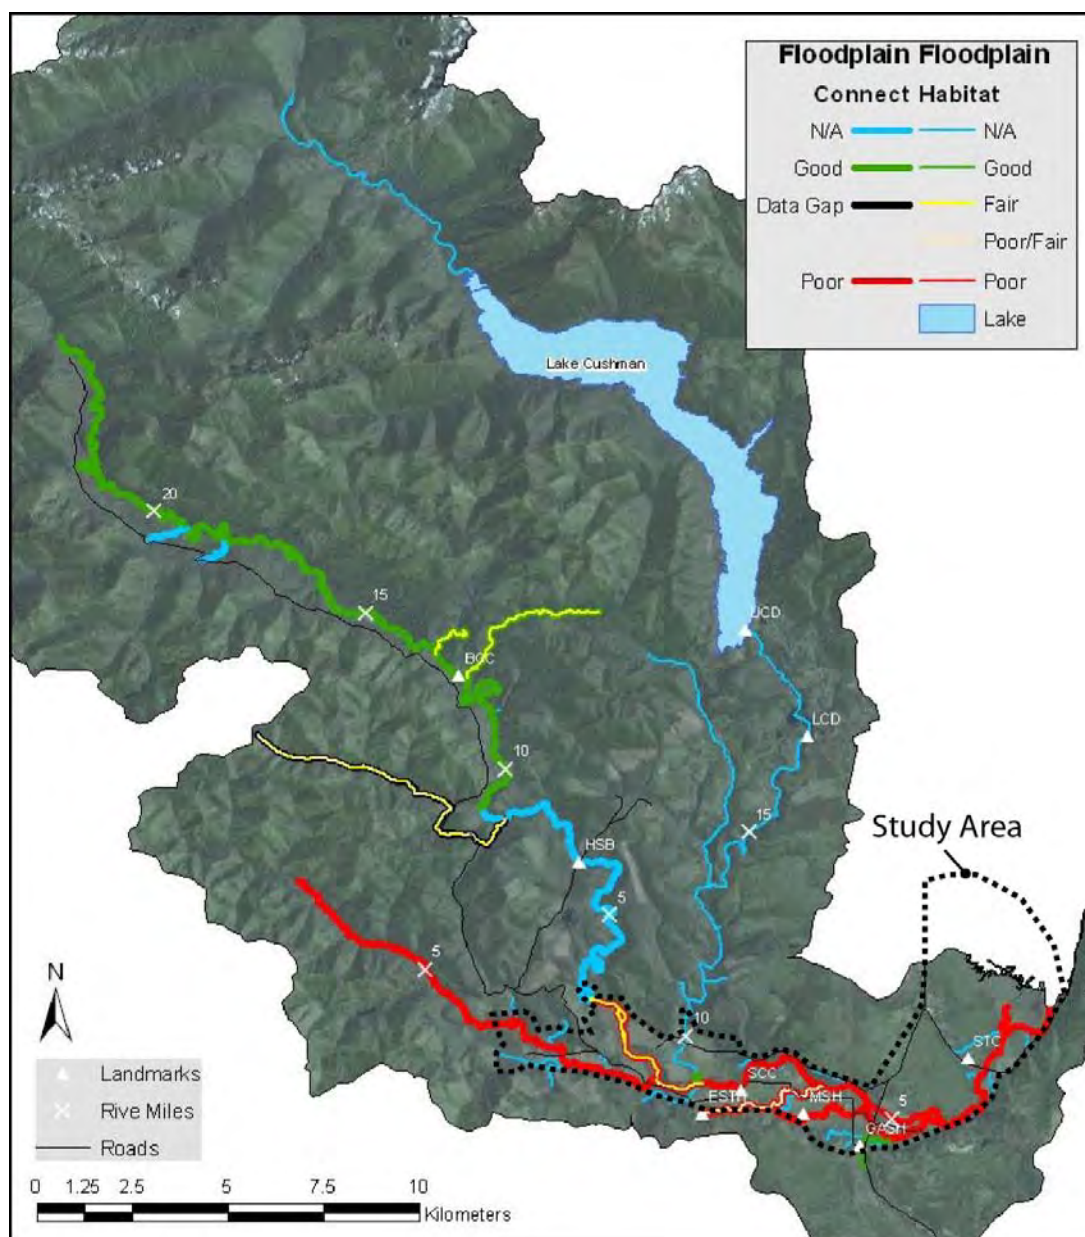 Floodplain Floodplain
Connect Habitat
N/A N/A
Good Good
Data Gap Fair
Poor/Fair
Poor Poor
Lake
Lake Cushman
20
15
BCC
UCD
LCD
10
15
HSB
5
Study Area
5
N
10
STC
SCC
ESTH
MSH
5
GASH
Landmarks
Rive Miles
Roads
0 1.25 2.5 5 7.5 10
Kilometers